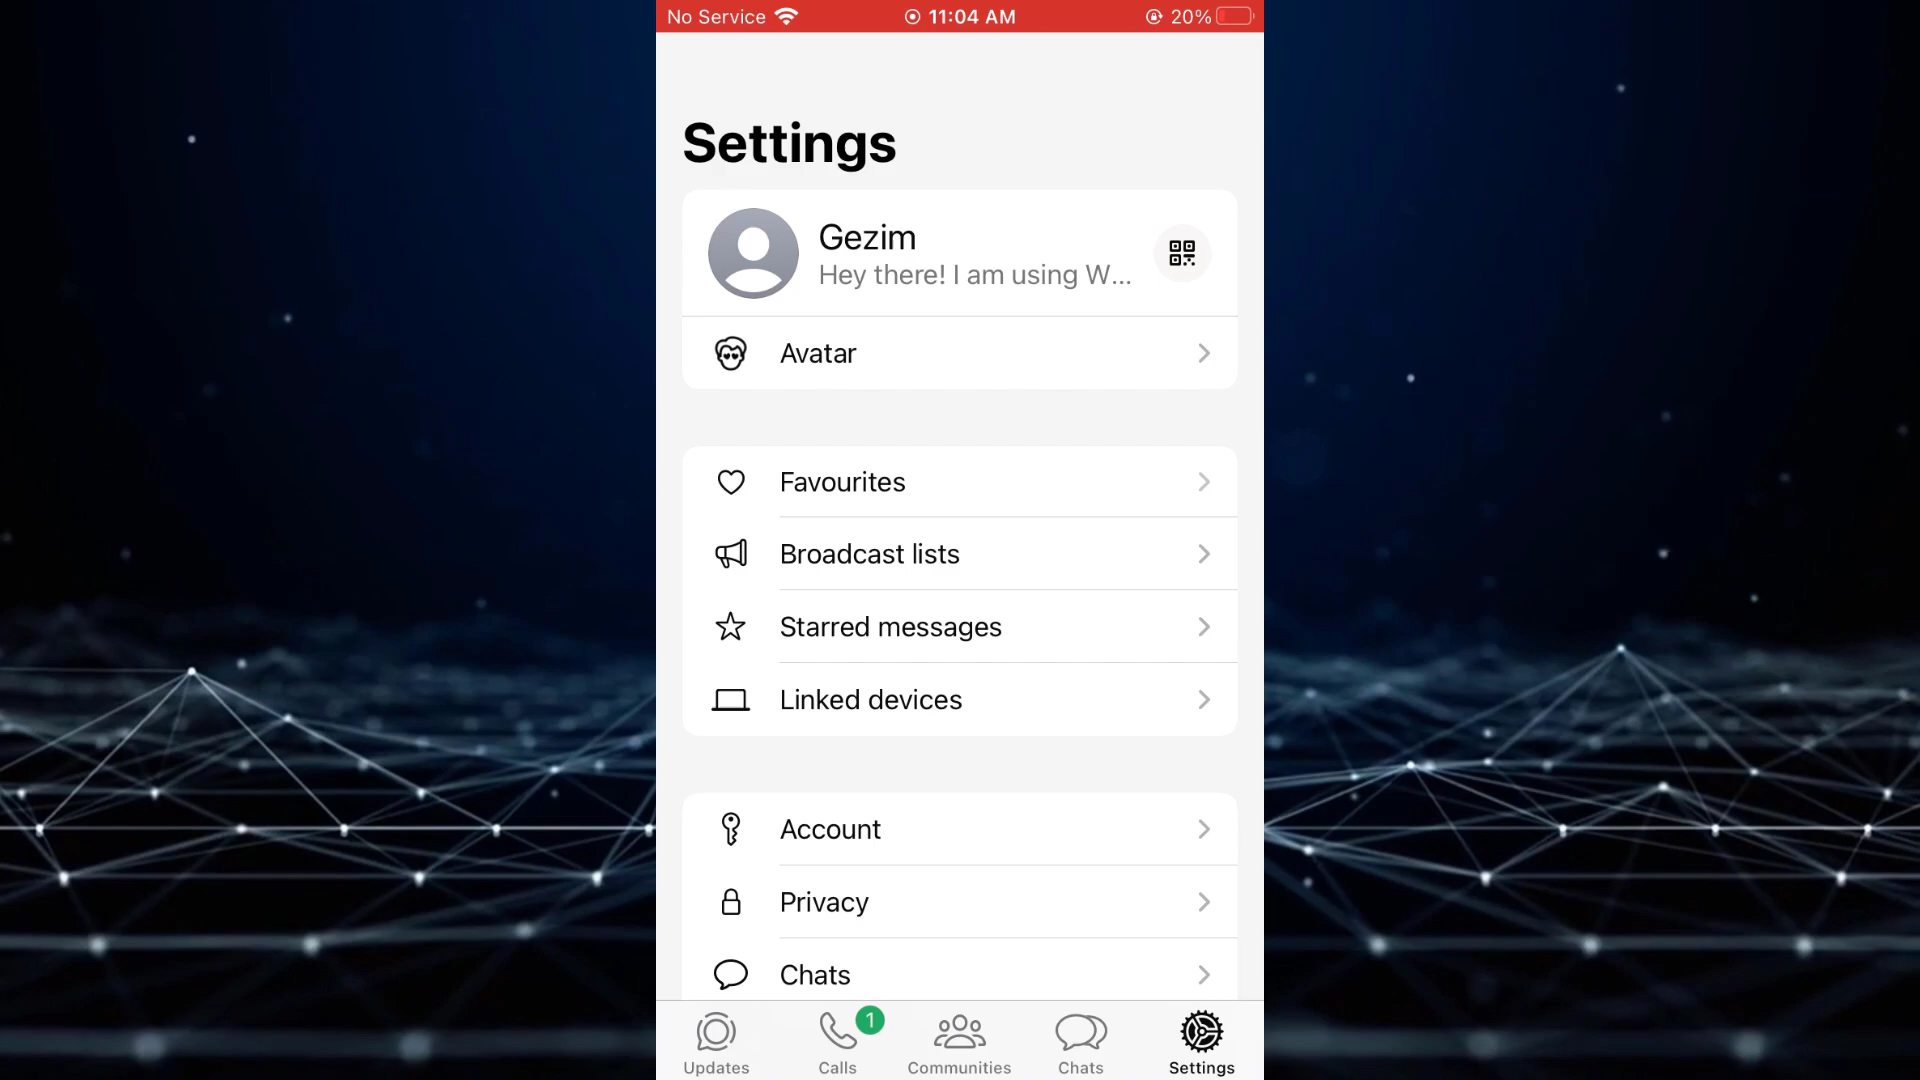 No Service 11:04 AM 20%
Settings
Gezim
Hey there! I am using W...
Avatar
Favourites
Broadcast lists
Starred messages
Linked devices
Account
Privacy
Chats
1
Updates Calls Communities Chats Settings